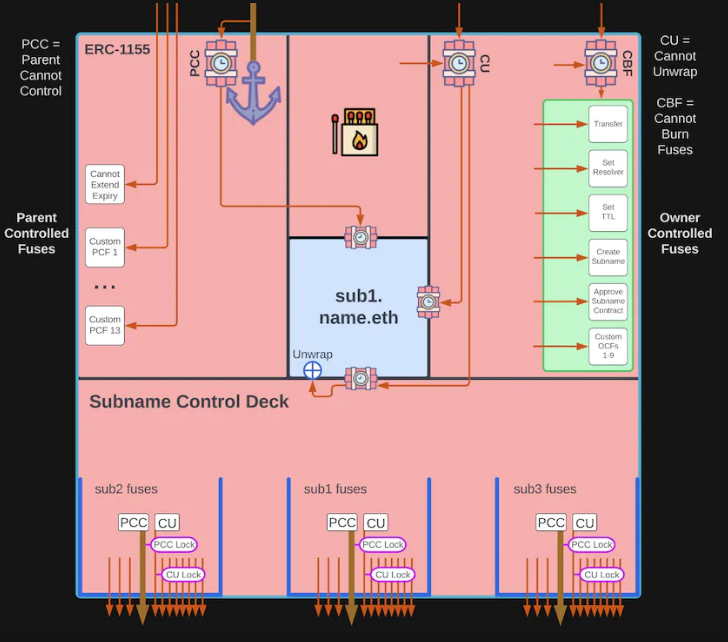 PCC =
Parent
Cannot
Control
ERC-1155
PCC
CU
CBF
CU =
Cannot
Unwrap
CBF =
Cannot
Burn
Fuses
Cannot
Extend
Expiry
Parent
Controlled
Fuses
Custom
PCF 1
...
Custom
PCF 13
Transfer
Set
Resolver
Set
TTL
Create
Subname
Approve
Subname
Contract
Custom
OCFs
1-9
Owner
Controlled
Fuses
sub1.
name.eth
Unwrap
Subname Control Deck
sub2 fuses
PCC CU
PCC Lock
CU Lock
sub1 fuses
PCC CU
PCC Lock
CU Lock
sub3 fuses
PCC CU
PCC Lock
CU Lock